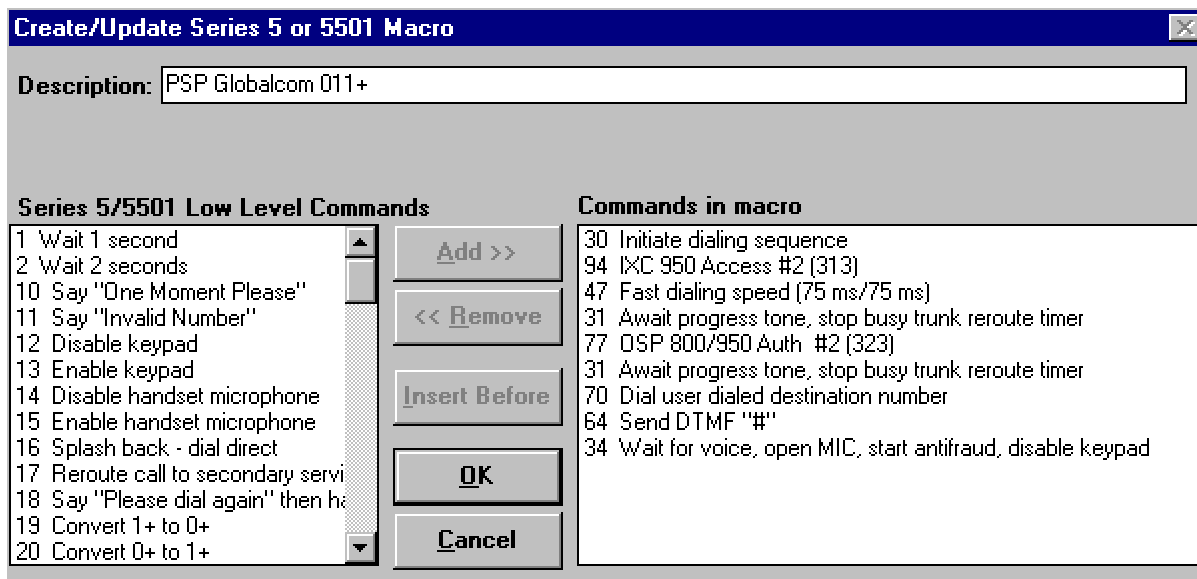 Create/Update Series 5 or 5501 Macro
Description: PSP Globalcom 011+
Series 5/5501 Low Level Commands
1 Wait 1 second
2 Wait 2 seconds
10 Say "One Moment Please"
11 Say "Invalid Number"
12 Disable keypad
13 Enable keypad
14 Disable handset microphone
15 Enable handset microphone
16 Splash back - dial direct
17 Reroute call to secondary servi
18 Say "Please dial again" then ha
19 Convert 1+ to 0+
20 Convert 0+ to 1+
Add >>
<< Remove
Insert Before
OK
Cancel
Commands in macro
30 Initiate dialing sequence
94 IXC 950 Access #2 (313)
47 Fast dialing speed (75 ms/75 ms)
31 Await progress tone, stop busy trunk reroute timer
77 OSP 800/950 Auth #2 (323)
31 Await progress tone, stop busy trunk reroute timer
70 Dial user dialed destination number
64 Send DTMF "#"
34 Wait for voice, open MIC, start antifraud, disable keypad